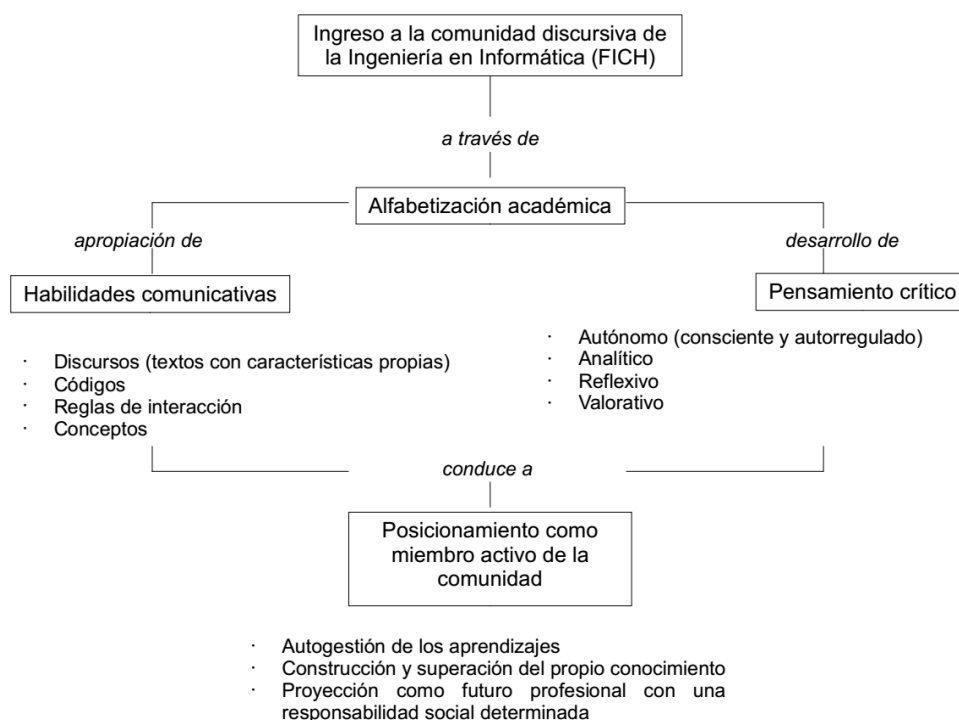 Ingreso a la comunidad discursiva de
la Ingeniería en Informática (FICH)
a través de
Alfabetización académica
apropiación de
desarrollo de
Habilidades comunicativas
Pensamiento crítico
· Discursos (textos con características propias)
· Códigos
· Reglas de interacción
· Conceptos
· Autónomo (consciente y autorregulado)
· Analítico
· Reflexivo
· Valorativo
conduce a
Posicionamiento como
miembro activo de la
comunidad
· Autogestión de los aprendizajes
· Construcción y superación del propio conocimiento
· Proyección como futuro profesional con una
responsabilidad social determinada